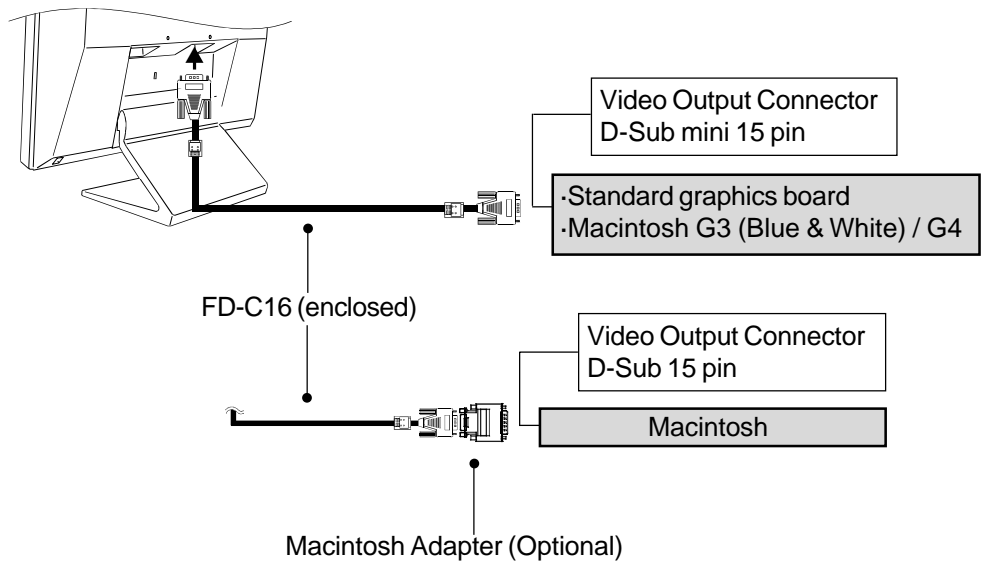 Video Output Connector
D-Sub mini 15 pin
·Standard graphics board
·Macintosh G3 (Blue & White) / G4
FD-C16 (enclosed)
Video Output Connector
D-Sub 15 pin
Macintosh
Macintosh Adapter (Optional)